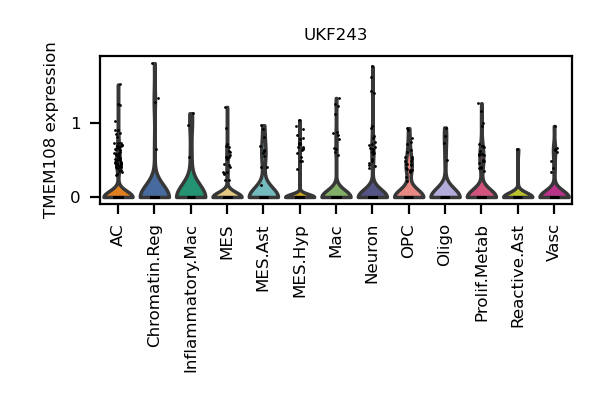 UKF243
TMEM108 expression
1
0
AC
Chromatin.Reg
Inflammatory.Mac
MES
MES.Ast
MES.Hyp
Mac
Neuron
OPC
Oligo
Prolif.Metab
Reactive.Ast
Vasc